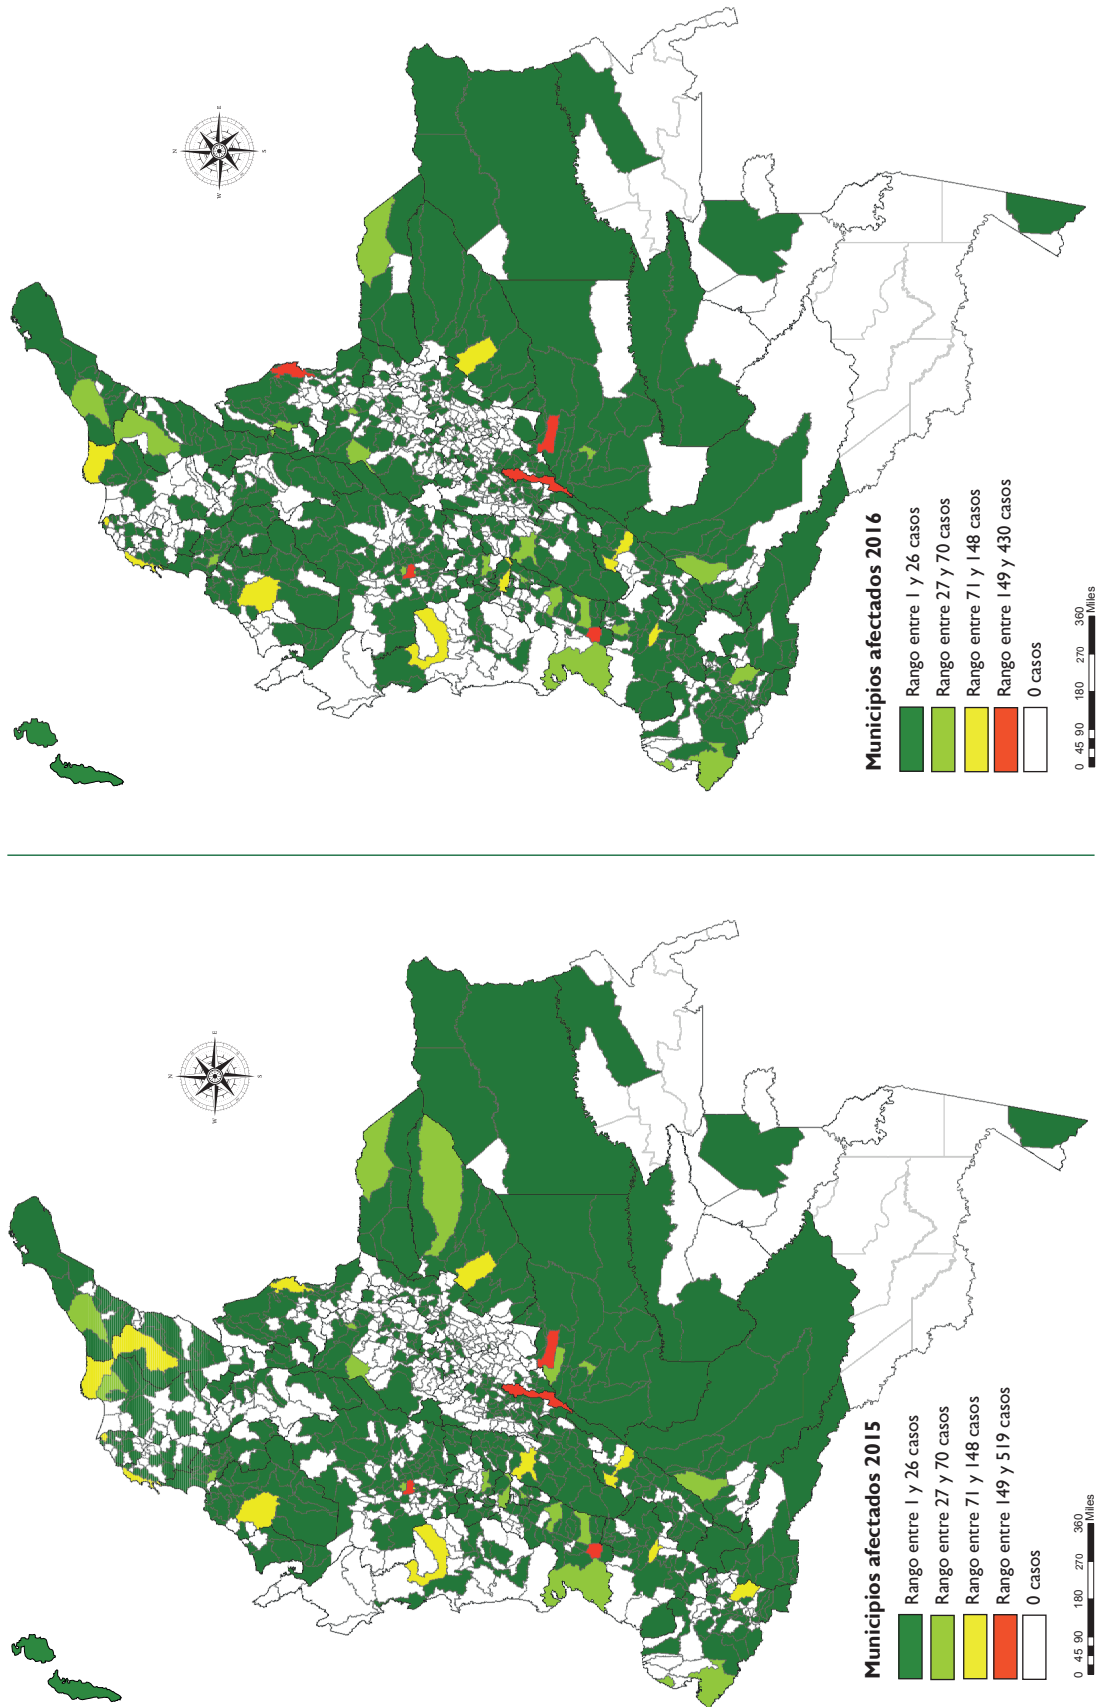 N
W
E
S
Municipios afectados 2015
Rango entre 1 y 26 casos
Rango entre 27 y 70 casos
Rango entre 71 y 148 casos
Rango entre 149 y 519 casos
0 casos
0 45 90 180 270 360
Miles
N
W
E
S
Municipios afectados 2016
Rango entre 1 y 26 casos
Rango entre 27 y 70 casos
Rango entre 71 y 148 casos
Rango entre 149 y 430 casos
0 casos
0 45 90 180 270 360
Miles